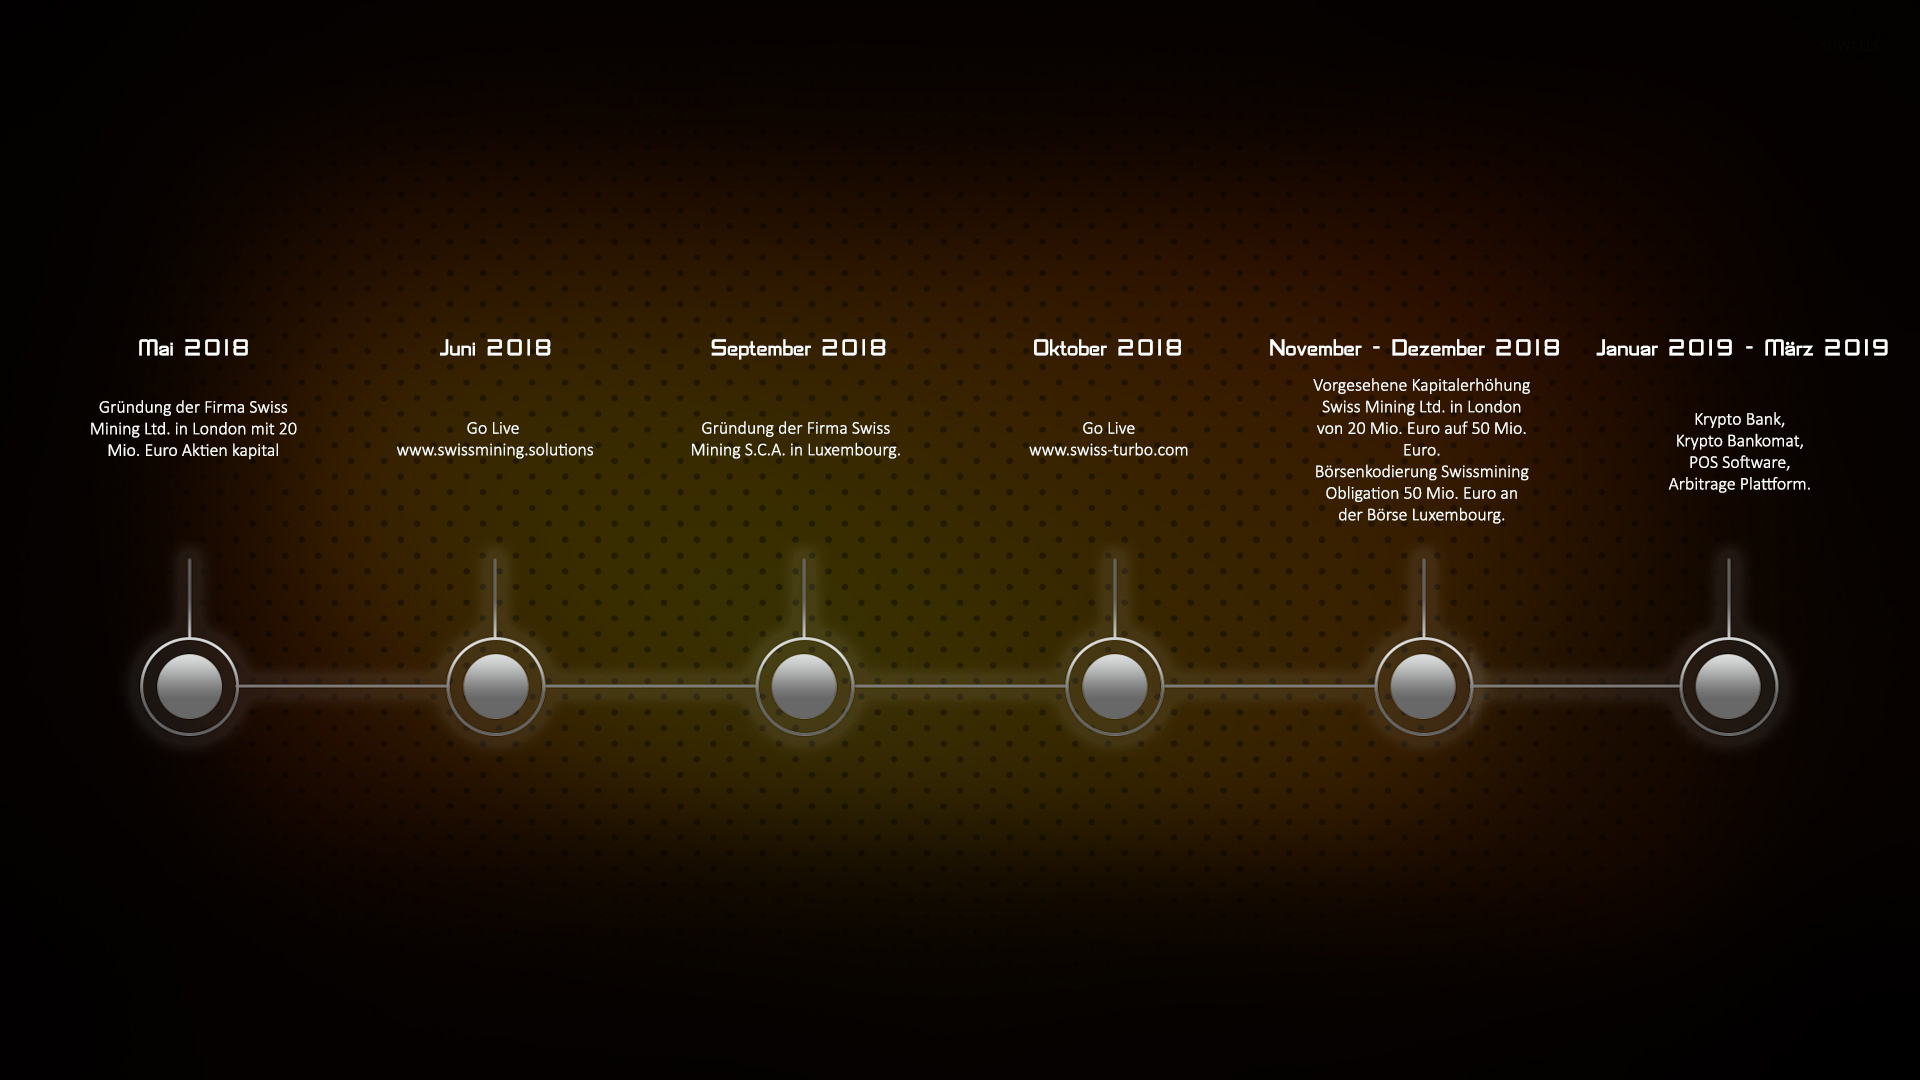 Mai 2018
Gründung der Firma Swiss
Mining Ltd. in London mit 20
Mio. Euro Aktien kapital
Juni 2018
Go Live
www.swissmining.solutions
September 2018
Gründung der Firma Swiss
Mining S.C.A. in Luxembourg.
Oktober 2018
Go Live
www.swiss-turbo.com
November - Dezember 2018
Vorgesehene Kapitalerhöhung
Swiss Mining Ltd. in London
von 20 Mio. Euro auf 50 Mio.
Euro.
Börsenkodierung Swissmining
Obligation 50 Mio. Euro an
der Börse Luxembourg.
Januar 2019 - März 2019
Krypto Bank,
Krypto Bankomat,
POS Software,
Arbitrage Plattform.